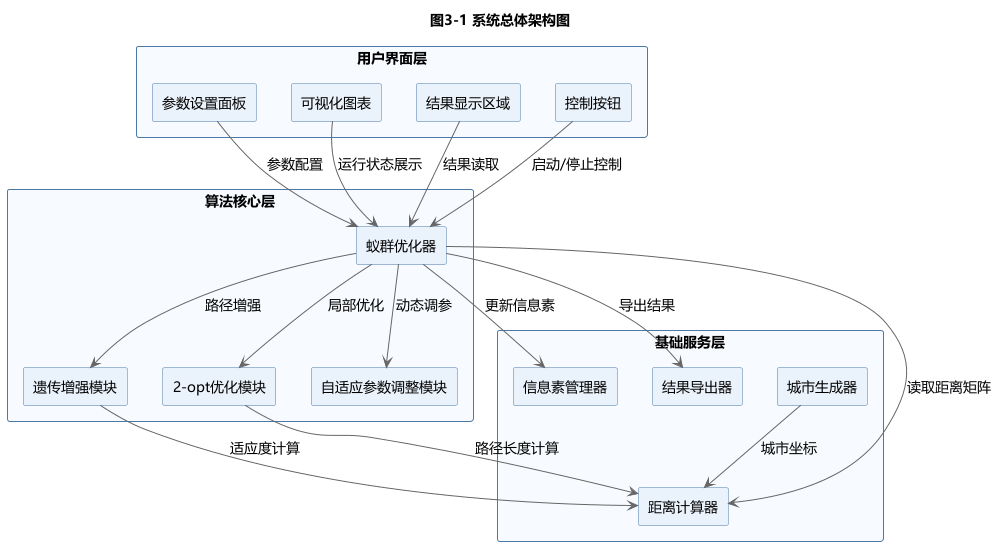 图3-1 系统总体架构图
用户界面层
参数设置面板
可视化图表
结果显示区域
控制按钮
参数配置
运行状态展示
结果读取
启动/停止控制
算法核心层
蚁群优化器
路径增强
局部优化
动态调参
更新信息素
导出结果
基础服务层
遗传增强模块
2-opt优化模块
自适应参数调整模块
信息素管理器
结果导出器
城市生成器
读取距离矩阵
适应度计算
路径长度计算
城市坐标
距离计算器